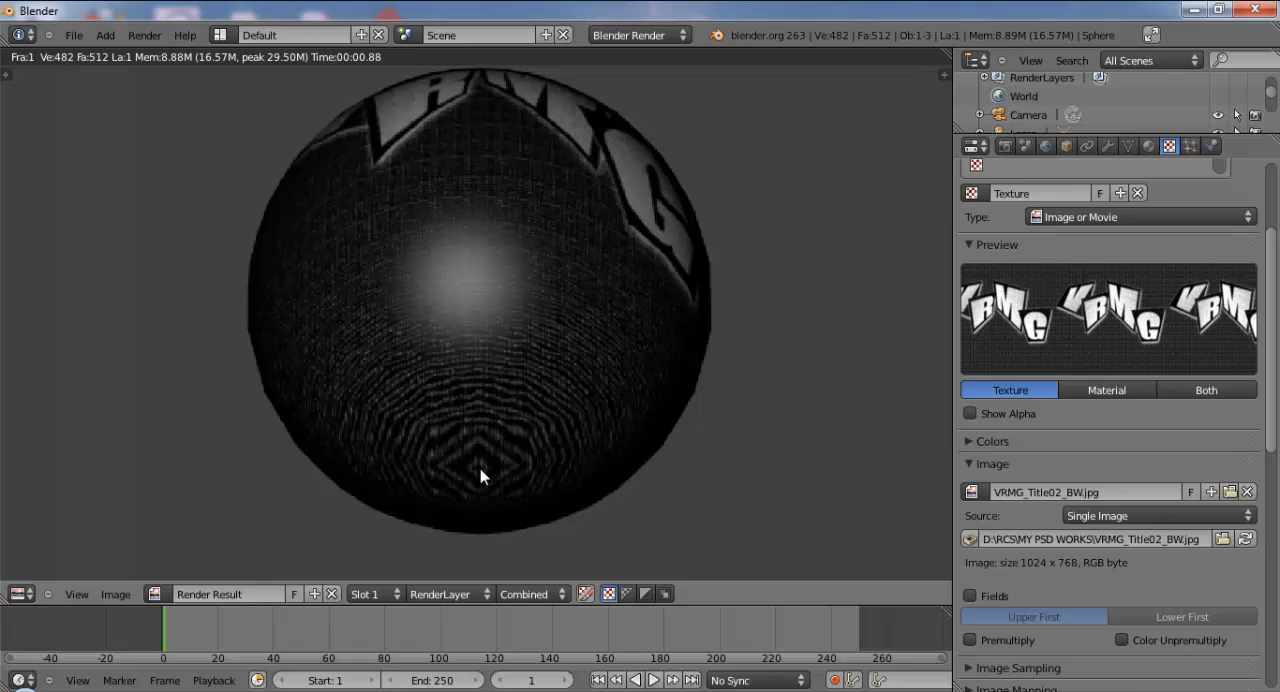 Blender
File Add Render Help Default Scene Blender Render blender.org 263 | Ve:482 | Fa:512 | Ob:1-3 | La:1 | Mem:8.89M (16.57M) | Sphere
Fra:1 Ve:482 Fa:512 La:1 Mem:8.88M (16.57M, peak 29.50M) Time:00:00.88
View Search All Scenes
RenderLayers
World
Camera
Texture F
Type: Image or Movie
Preview
VRMG VRMG
Texture Material Both
Show Alpha
Colors
Image
VRMG_Title02_BW.jpg F
Source: Single Image
D:\RCS\MY PSD WORKS\VRMG_Title02_BW.jpg
Image: size 1024 x 768, RGB byte
Fields
Upper First Lower First
Premultiply Color Unpremultiply
Image Sampling
Image Mapping
View Image Render Result F Slot 1 RenderLayer Combined
-40 -20 0 20 40 60 80 100 120 140 160 180 200 220 240 260
View Marker Frame Playback Start: 1 End: 250 1 No Sync